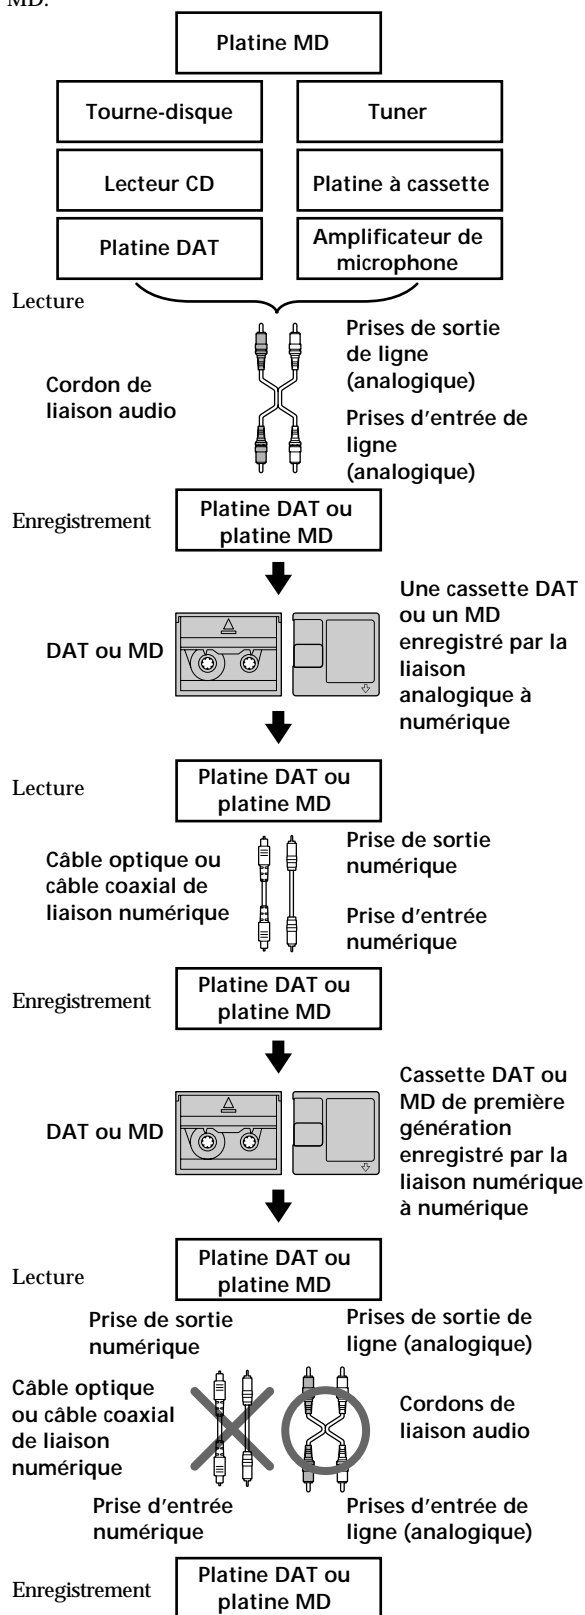 MD.
Platine MD
Tourne-disque
Tuner
Lecteur CD
Platine à cassette
Platine DAT
Amplificateur de
microphone
Lecture
Cordon de
liaison audio
Prises de sortie
de ligne
(analogique)
Prises d'entrée de
ligne
(analogique)
Enregistrement
Platine DAT ou
platine MD
DAT ou MD
Une cassette DAT
ou un MD
enregistré par la
liaison
analogique à
numérique
Lecture
Platine DAT ou
platine MD
Câble optique ou
câble coaxial de
liaison numérique
Prise de sortie
numérique
Prise d'entrée
numérique
Enregistrement
Platine DAT ou
platine MD
DAT ou MD
Cassette DAT ou
MD de première
génération
enregistré par la
liaison numérique
à numérique
Lecture
Platine DAT ou
platine MD
Prise de sortie
numérique
Prises de sortie de
ligne (analogique)
Câble optique
ou câble coaxial
de liaison
numérique
Cordons de
liaison audio
Prise d'entrée
numérique
Prises d'entrée de
ligne (analogique)
Enregistrement
Platine DAT ou
platine MD